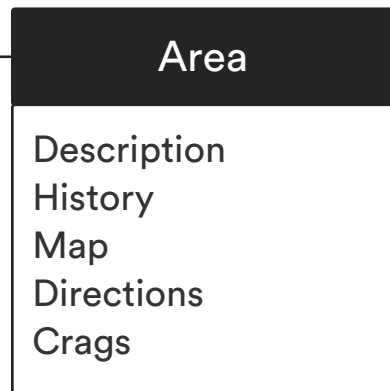 Area
Description
History
Map
Directions
Crags